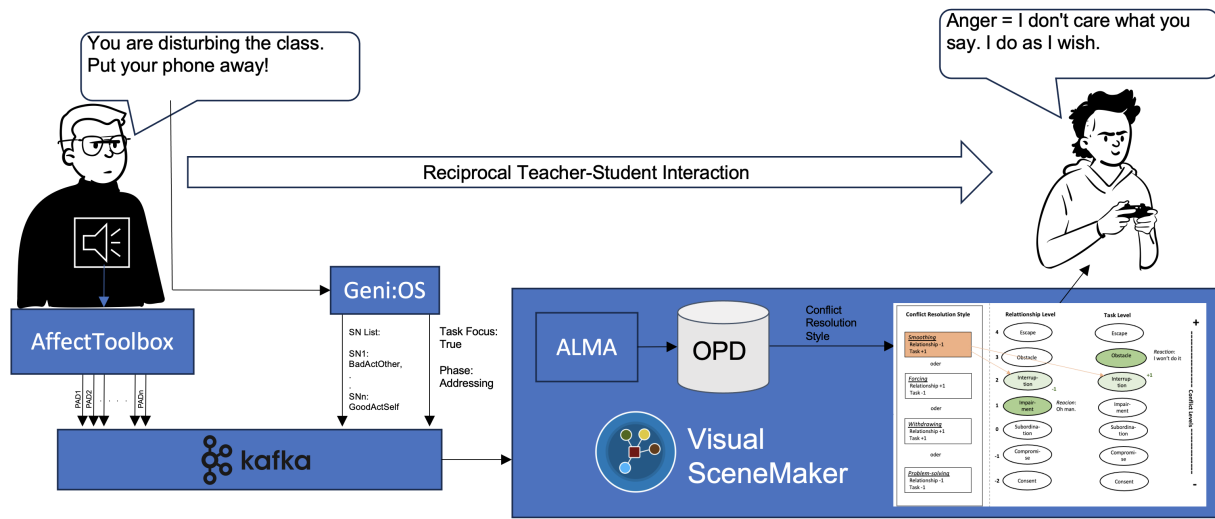 You are disturbing the class.
Put your phone away!
Anger = I don't care what you
say. I do as I wish.
Reciprocal Teacher-Student Interaction
AffectToolbox
PAD1
PAD2
. . . .
PADn
Geni:OS
SN List:
SN1:
BadActOther,
.
.
SNn:
GoodActSelf
Task Focus:
True
Phase:
Addressing
kafka
ALMA
OPD
Conflict
Resolution
Style
Visual
SceneMaker
Conflict Resolution Style
Smoothing
Relationship -1
Task +1
oder
Forcing
Relationship +1
Task -1
oder
Withdrawing
Relationship +1
Task +1
oder
Problem-solving
Relationship -1
Task -1
Relattionship Level
4
Escape
3
Obstacle
2
Interrup-
tion
-1
1
Impair-
ment
Reacion:
Oh man.
0
Subordina-
tion
-1
Compromi-
se
-2
Consent
Task Level
Escape
Obstacle
Reaction:
I won't do it
Interrup-
tion
+1
Impair-
ment
Subordina-
tion
Compromi-
se
Consent
+
Conflict Levels
-